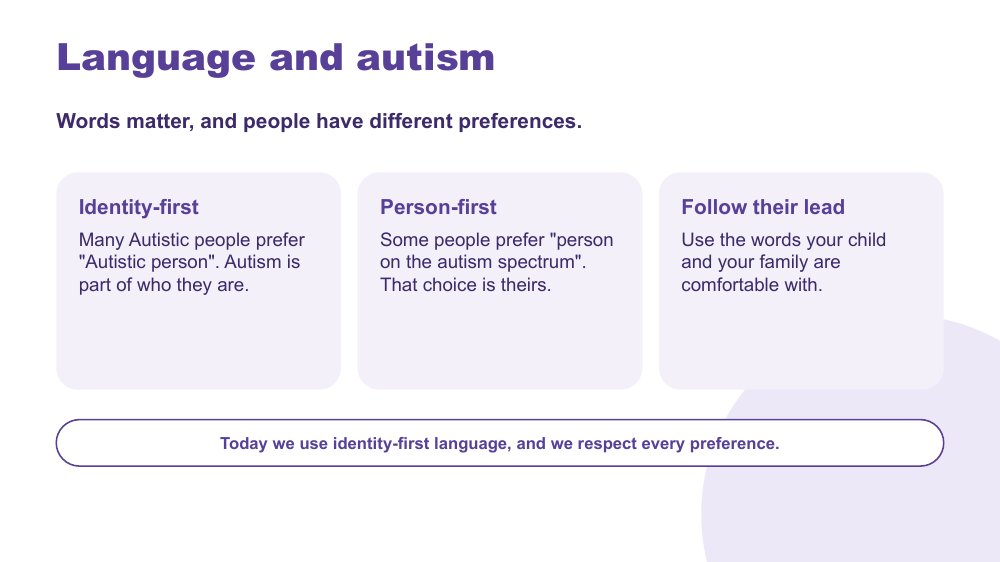 Language and autism
Words matter, and people have different preferences.
Identity-first
Many Autistic people prefer
"Autistic person". Autism is
part of who they are.
Person-first
Some people prefer "person
on the autism spectrum".
That choice is theirs.
Follow their lead
Use the words your child
and your family are
comfortable with.
Today we use identity-first language, and we respect every preference.